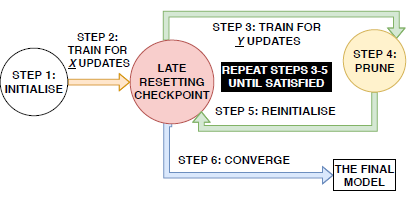 STEP 1:
INITIALISE
STEP 2:
TRAIN FOR
X UPDATES
LATE
RESETTING
CHECKPOINT
STEP 3: TRAIN FOR
Y UPDATES
STEP 4:
PRUNE
REPEAT STEPS 3-5
UNTIL SATISFIED
STEP 5: REINITIALISE
STEP 6: CONVERGE
THE FINAL
MODEL